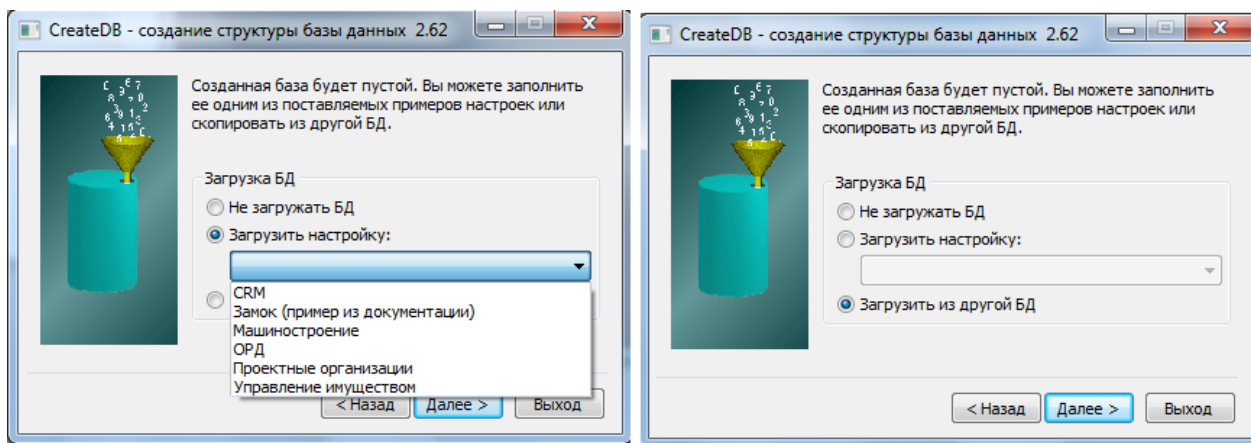 CreateDB - создание структуры базы данных 2.62
Созданная база будет пустой. Вы можете заполнить
ее одним из поставляемых примеров настроек или
скопировать из другой БД.
Загрузка БД
Не загружать БД
Загрузить настройку:
CRM
Замок (пример из документации)
Машиностроение
ОРД
Проектные организации
Управление имуществом
< Назад
Далее >
Выход
CreateDB - создание структуры базы данных 2.62
Созданная база будет пустой. Вы можете заполнить
ее одним из поставляемых примеров настроек или
скопировать из другой БД.
Загрузка БД
Не загружать БД
Загрузить настройку:
Загрузить из другой БД
< Назад
Далее >
Выход